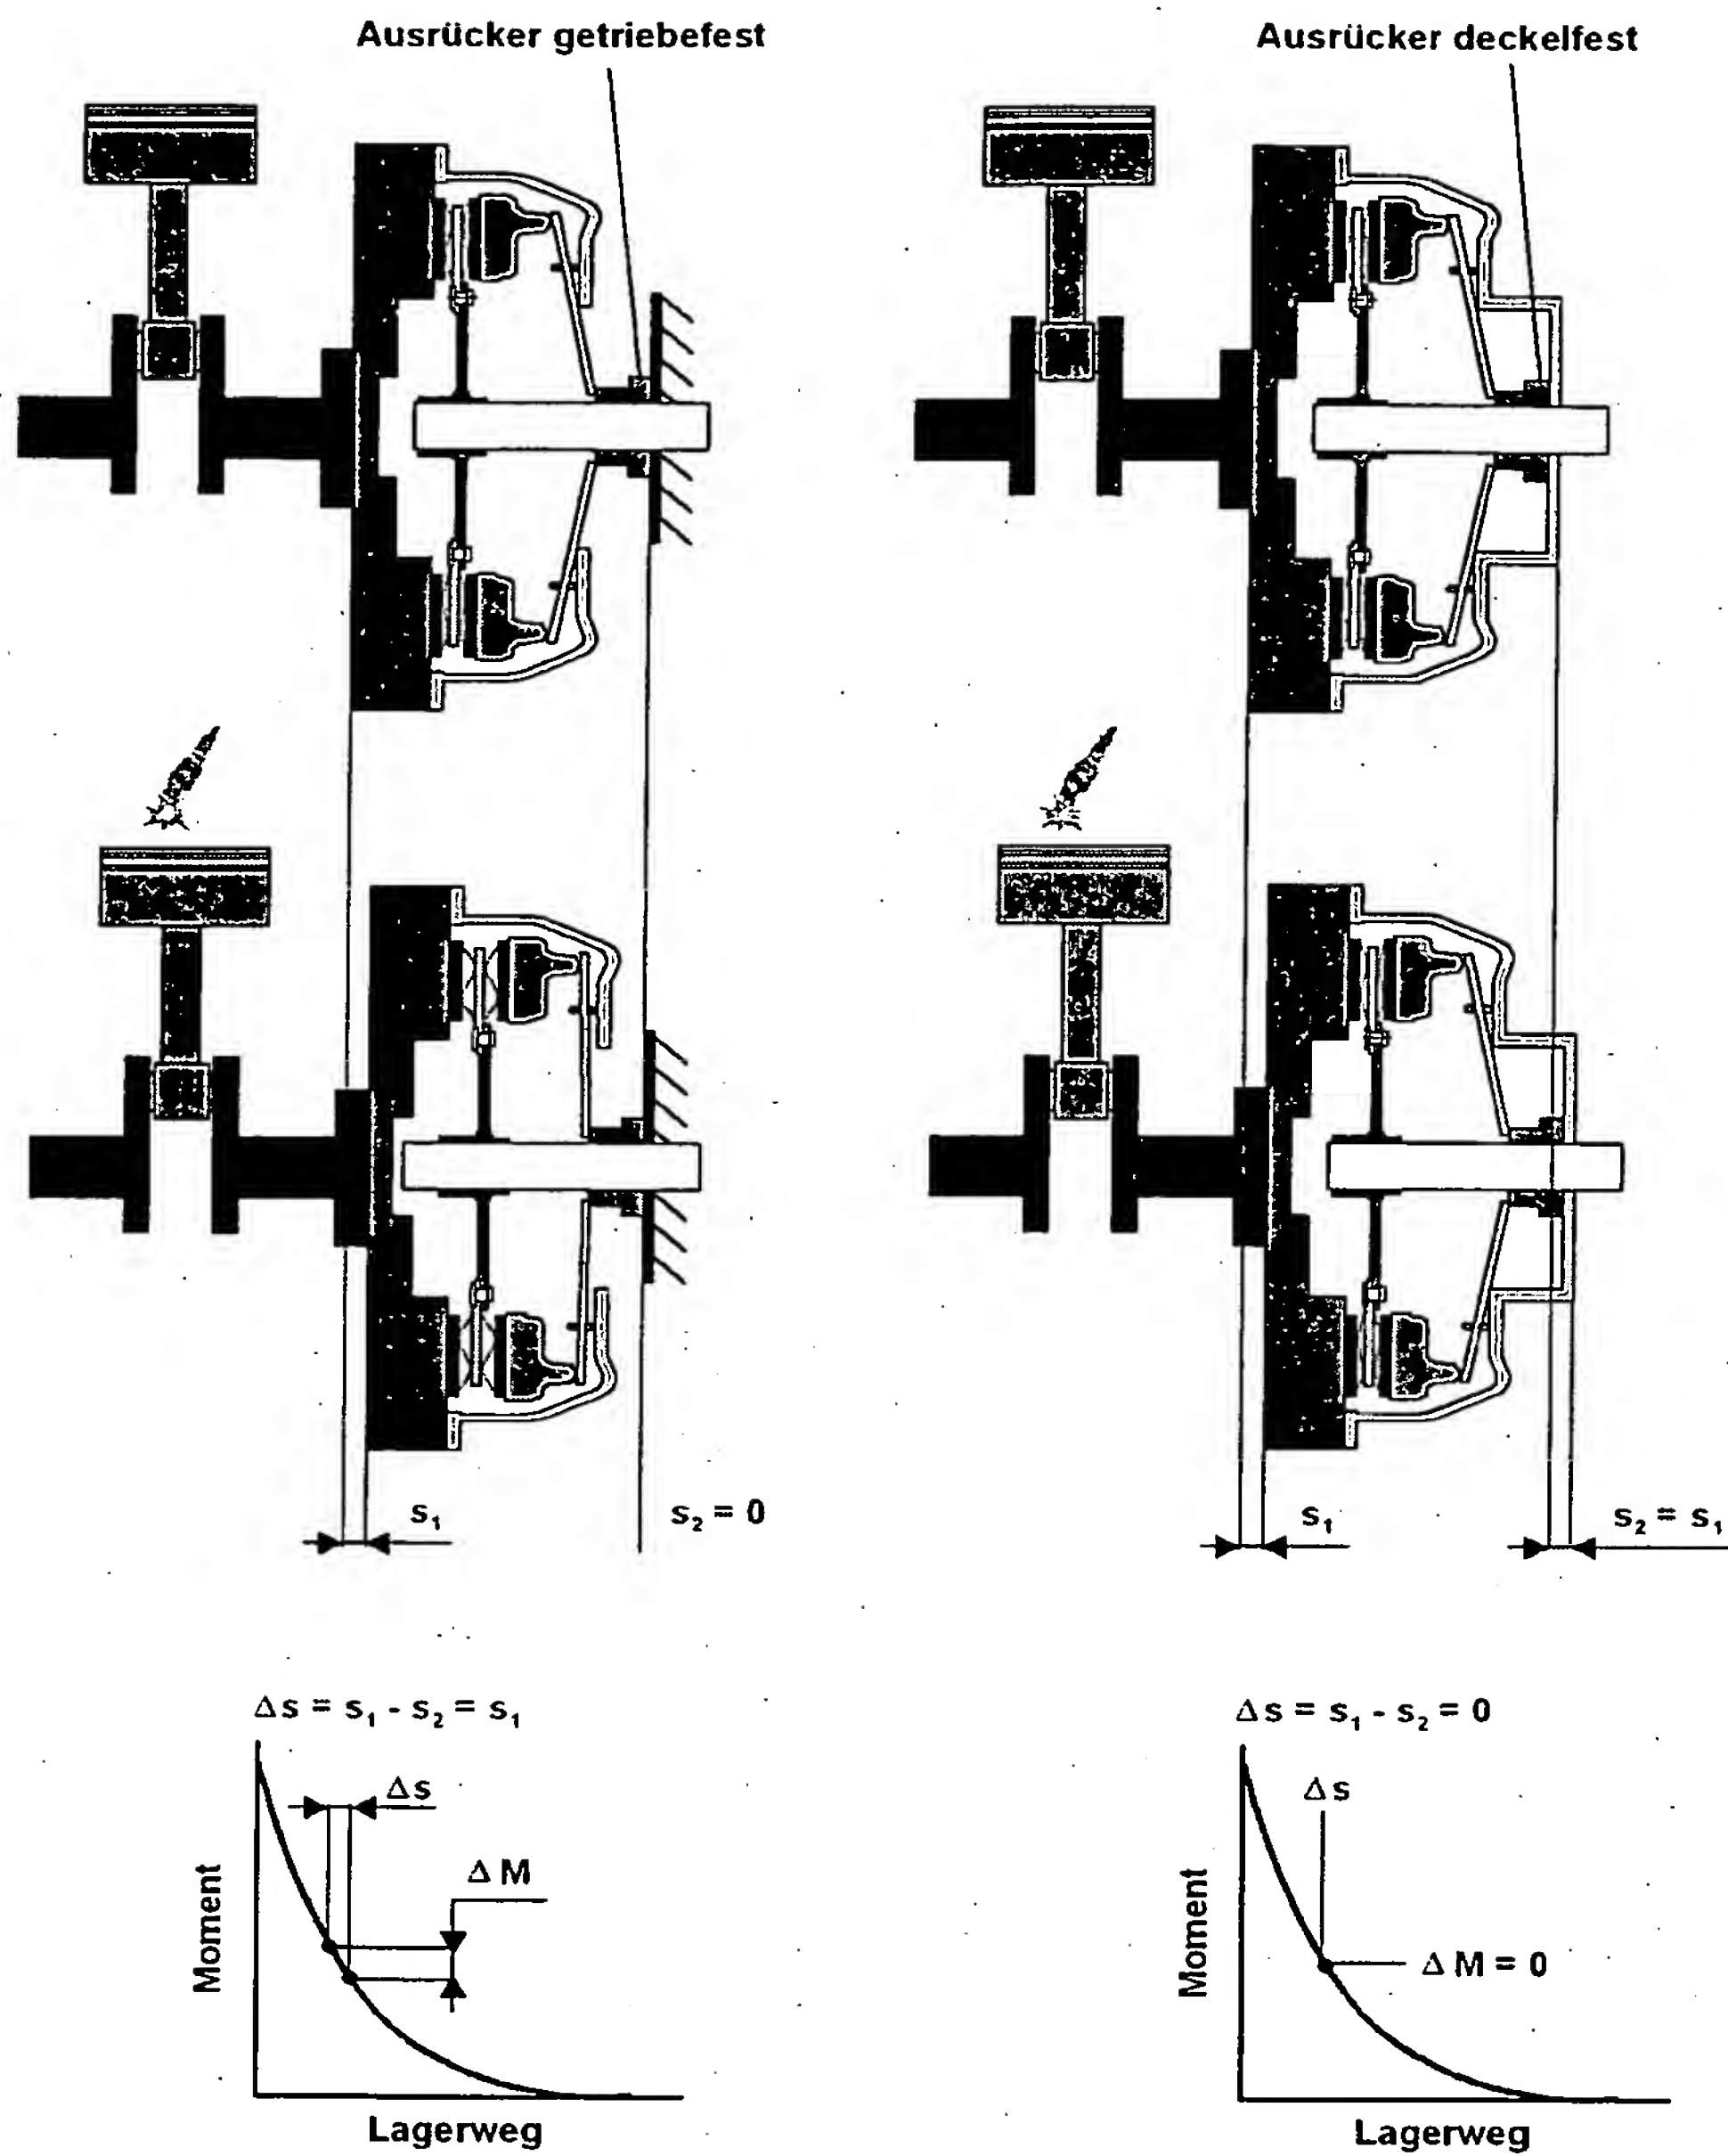 Ausrücker getriebefest
Ausrücker deckelfest
s₁
s₂ = 0
s₁
s₂ = s₁
Δs = s₁ - s₂ = s₁
Δs
ΔM
Moment
Lagerweg
Δs = s₁ - s₂ = 0
Δs
ΔM = 0
Moment
Lagerweg